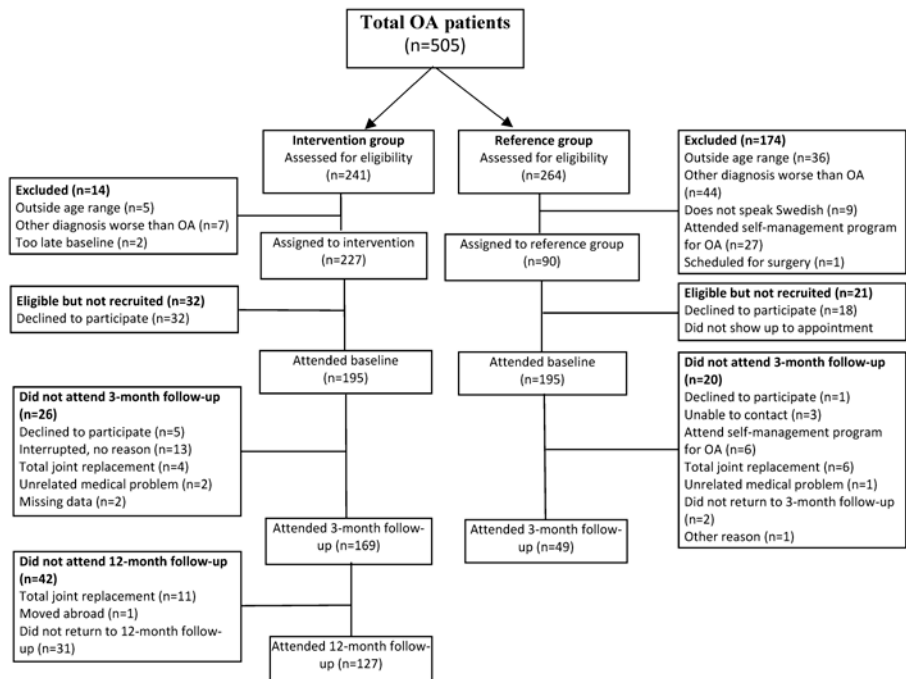 Total OA patients
(n=505)
Intervention group
Assessed for eligibility
(n=241)
Reference group
Assessed for eligibility
(n=264)
Excluded (n=174)
Outside age range (n=36)
Other diagnosis worse than OA
(n=44)
Does not speak Swedish (n=9)
Attended self-management program
for OA (n=27)
Scheduled for surgery (n=1)
Excluded (n=14)
Outside age range (n=5)
Other diagnosis worse than OA (n=7)
Too late baseline (n=2)
Assigned to intervention
(n=227)
Assigned to reference group
(n=90)
Eligible but not recruited (n=32)
Declined to participate (n=32)
Eligible but not recruited (n=21)
Declined to participate (n=18)
Did not show up to appointment
Attended baseline
(n=195)
Attended baseline
(n=195)
Did not attend 3-month follow-up
(n=26)
Declined to participate (n=5)
Interrupted, no reason (n=13)
Total joint replacement (n=4)
Unrelated medical problem (n=2)
Missing data (n=2)
Did not attend 3-month follow-up
(n=20)
Declined to participate (n=1)
Unable to contact (n=3)
Attend self-management program
for OA (n=6)
Total joint replacement (n=6)
Unrelated medical problem (n=1)
Did not return to 3-month follow-up
(n=2)
Other reason (n=1)
Attended 3-month follow-
up (n=169)
Attended 3-month follow-
up (n=49)
Did not attend 12-month follow-up
(n=42)
Total joint replacement (n=11)
Moved abroad (n=1)
Did not return to 12-month follow-
up (n=31)
Attended 12-month follow-
up (n=127)